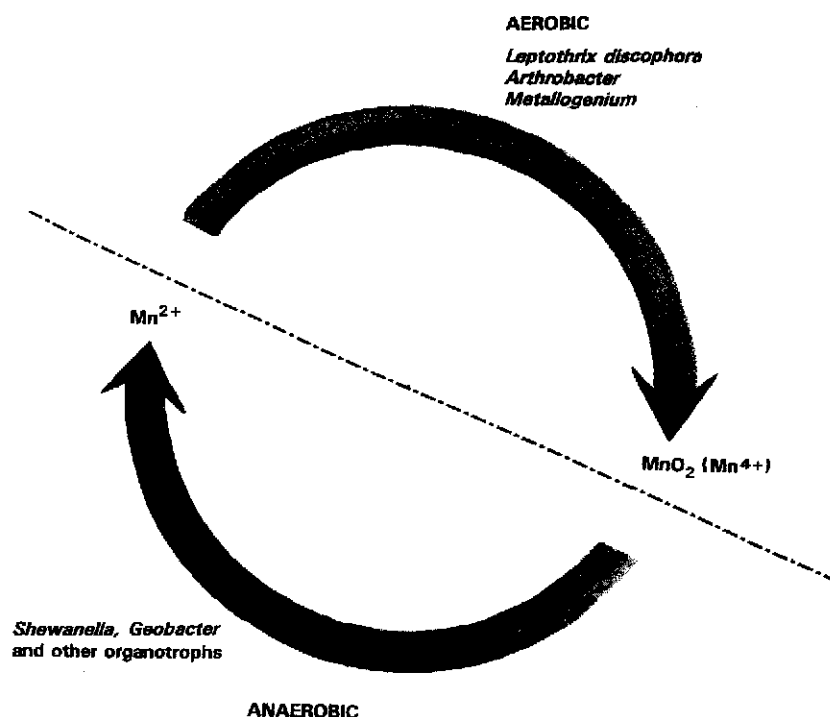 AEROBIC
Leptothrix discophora
Arthrobacter
Metallogenium
Mn²⁺
MnO₂ (Mn⁴⁺)
Shewanella, Geobacter
and other organotrophs
ANAEROBIC